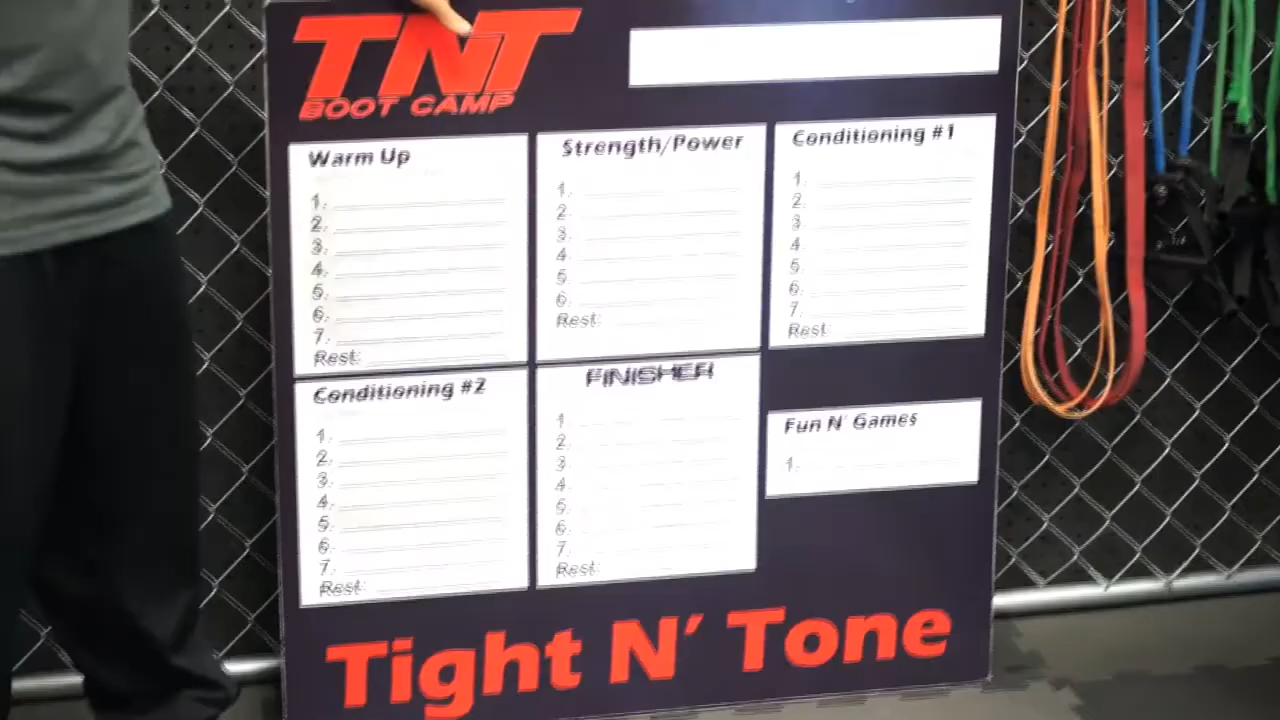 TNT
BOOT CAMP
Warm Up
1.
2.
3.
4.
5.
6.
7.
Rest:
Strength/Power
1.
2.
3.
4.
5.
6.
Rest:
Conditioning #1
1.
2.
3.
4.
5.
6.
7.
Rest:
Conditioning #2
1.
2.
3.
4.
5.
6.
7.
Rest:
FINISHER
1.
2.
3.
4.
5.
6.
7.
Rest:
Fun N' Games
1.
Tight N' Tone